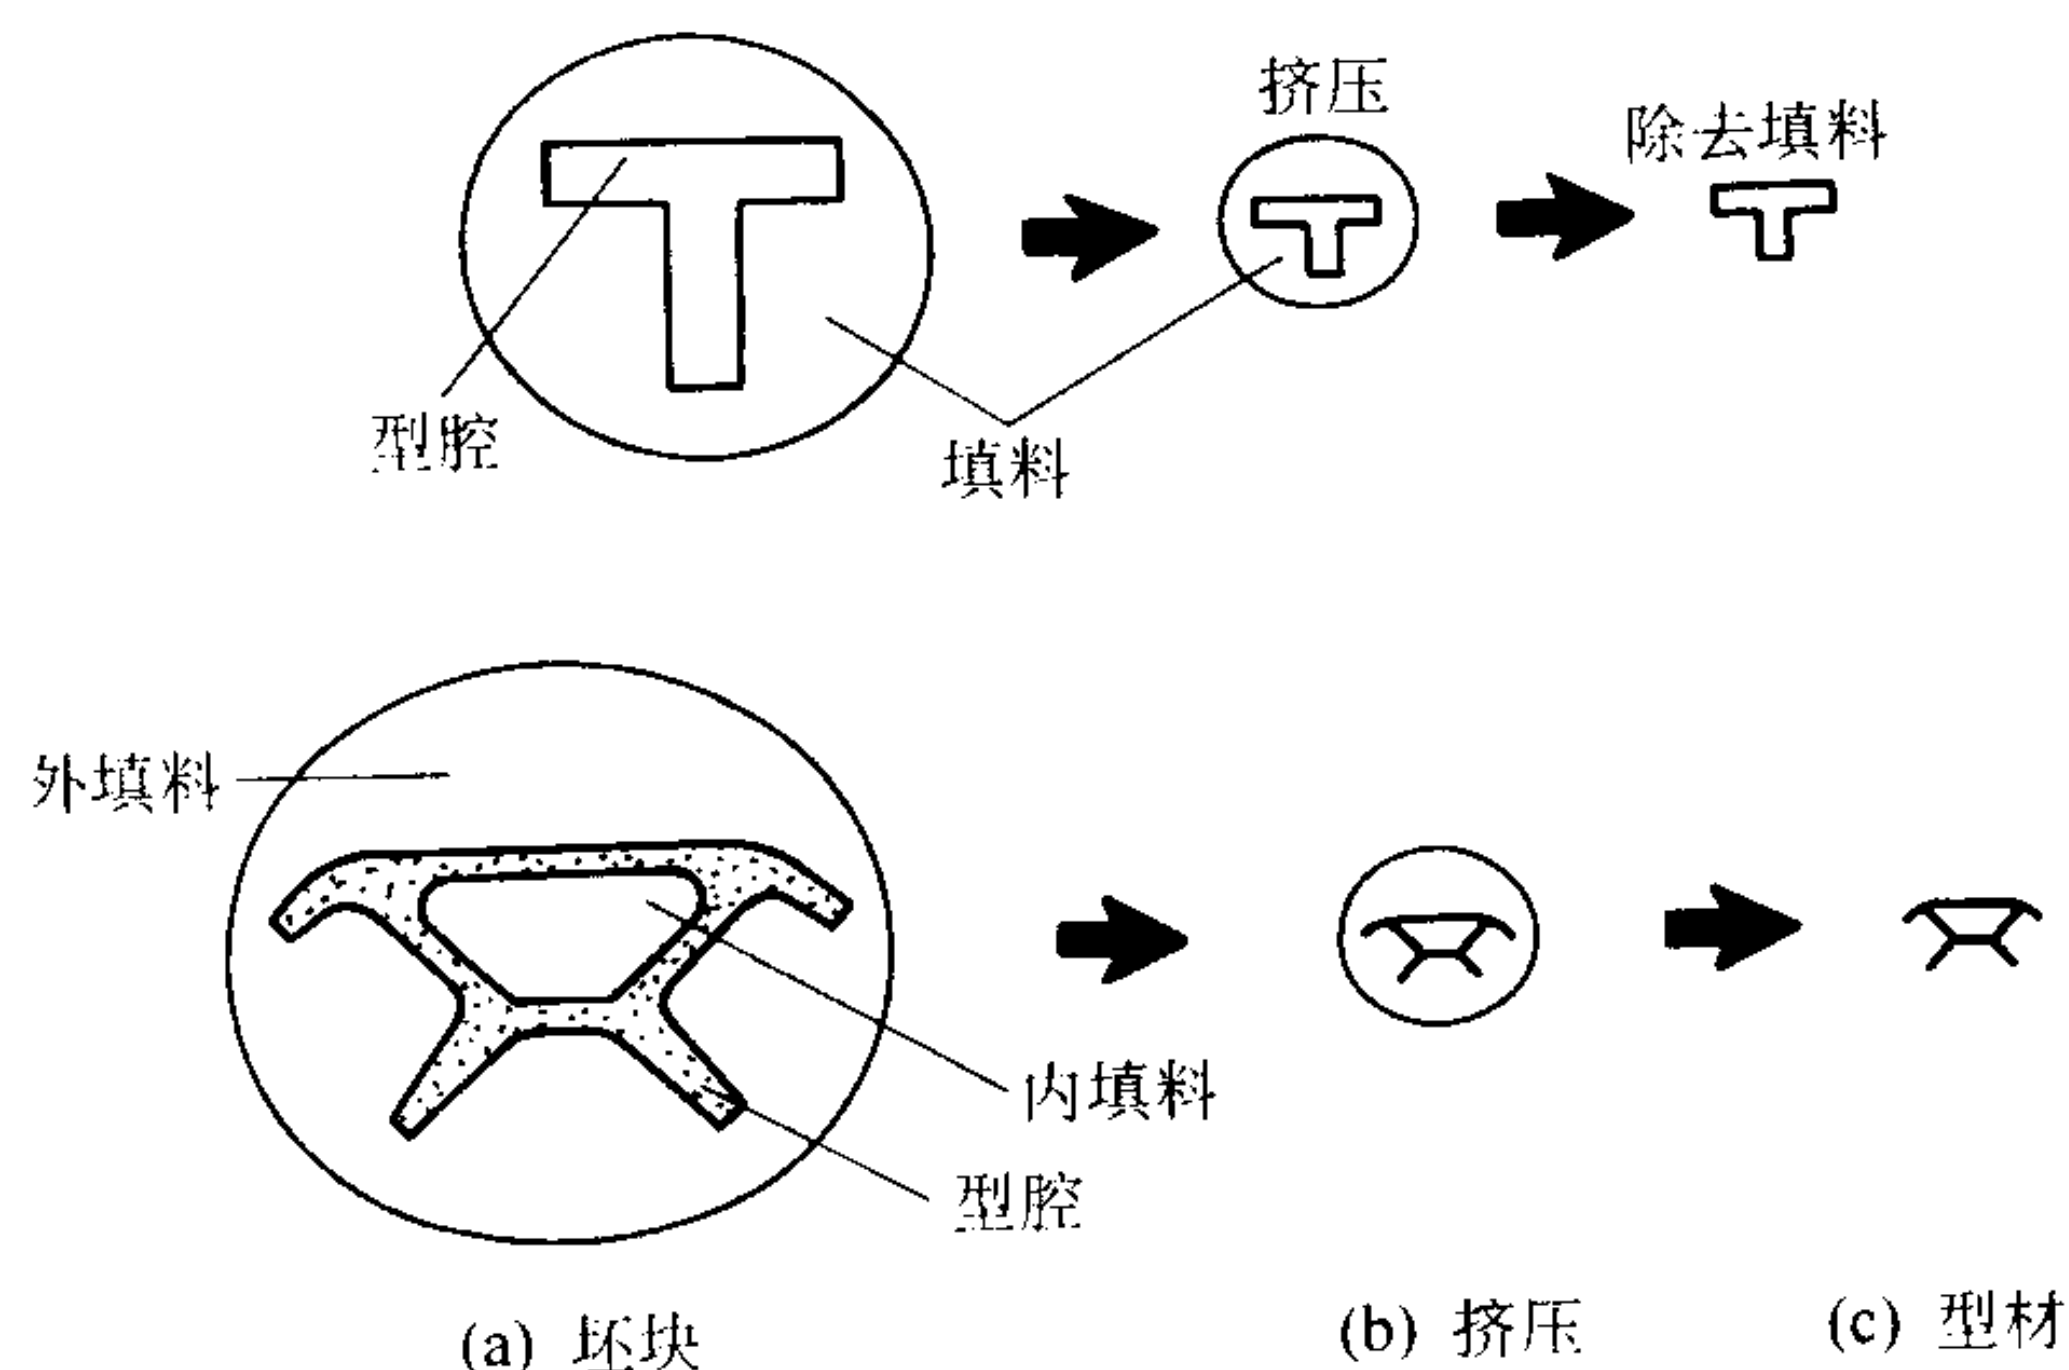 挤压
除去填料
型腔
填料
外填料
内填料
型腔
(a) 坯块
(b) 挤压
(c) 型材